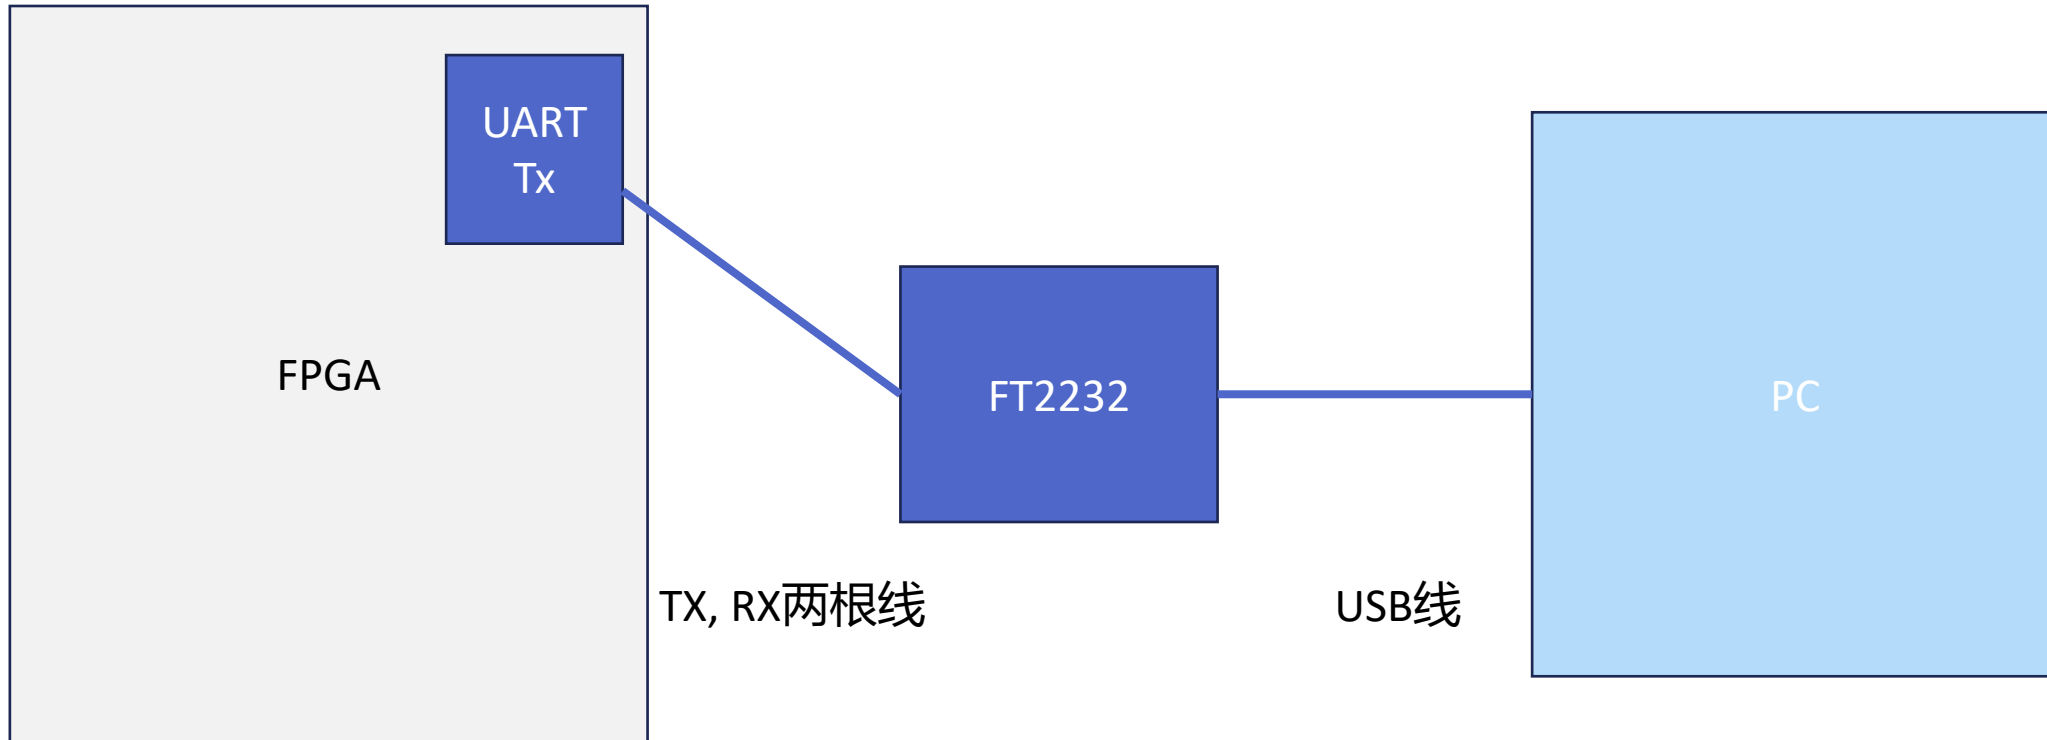 UART
Tx
FPGA
FT2232
PC
TX, RX两根线
USB线